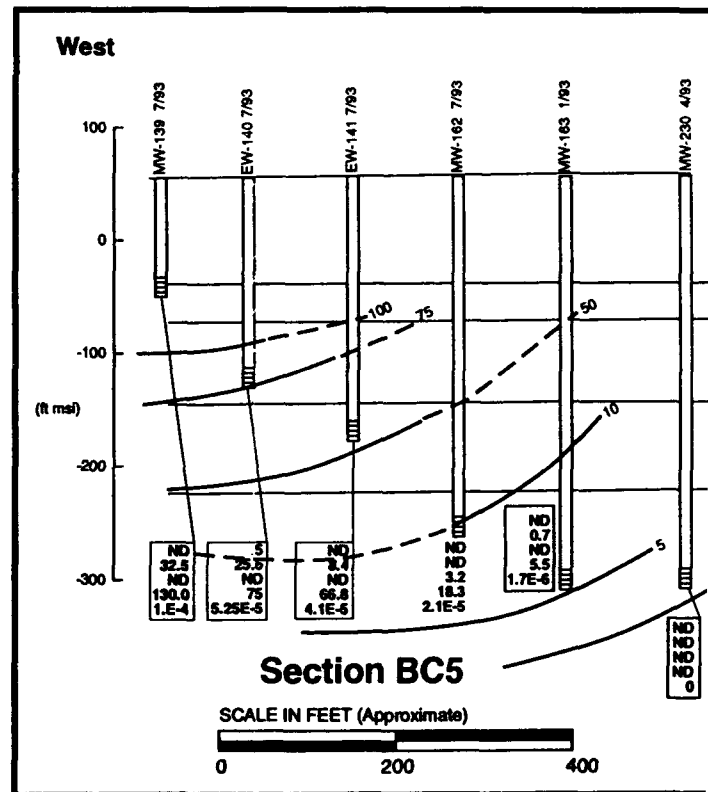 West
MW-139 7/93
EW-140 7/93
EW-141 7/93
MW-162 7/93
MW-163 1/93
MW-230 4/93
100
0
-100
(ft msl)
-200
-300
100
75
50
10
5
ND
32.5
ND
130.0
1.E-4
.5
25.6
ND
75
5.25E-5
ND
3.4
ND
66.8
4.1E-5
ND
ND
3.2
18.3
2.1E-5
ND
0.7
ND
5.5
1.7E-6
ND
ND
ND
ND
0
Section BC5
SCALE IN FEET (Approximate)
0 200 400